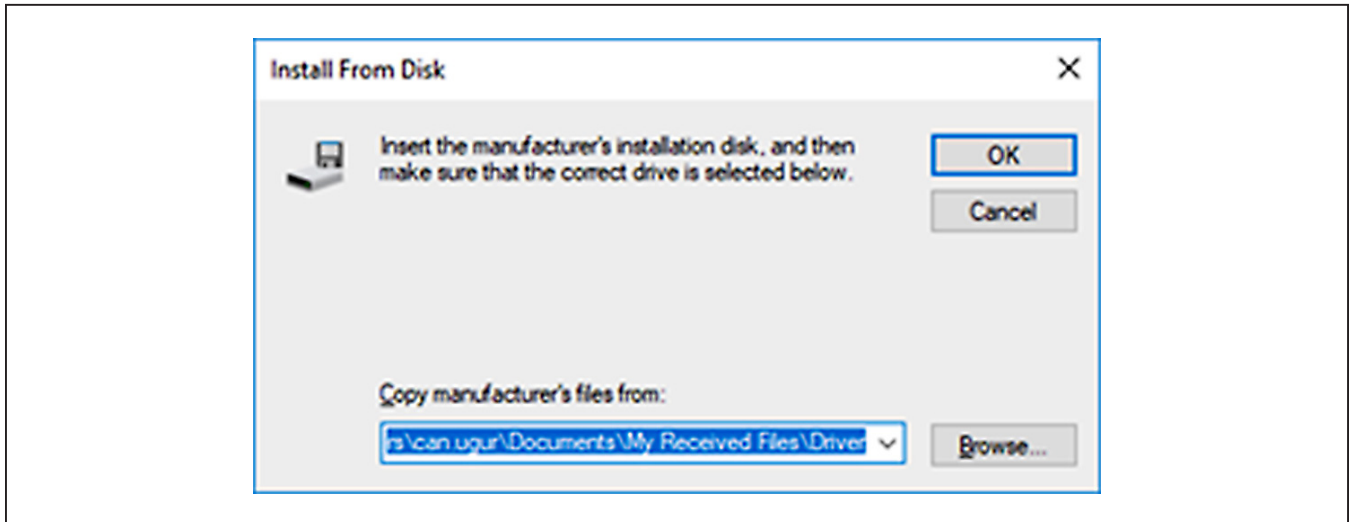 Install From Disk
Insert the manufacturer's installation disk, and then
make sure that the correct drive is selected below.
OK
Cancel
Copy manufacturer's files from:
rs\can.ugur\Documents\My Received Files\Driver
Browse...